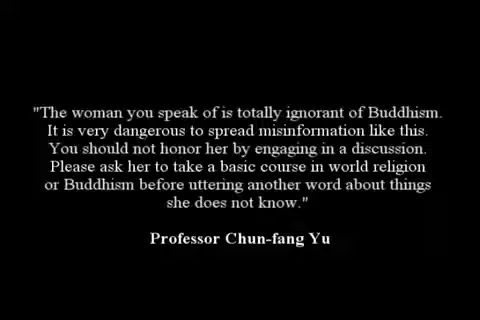 "The woman you speak of is totally ignorant of Buddhism.
It is very dangerous to spread misinformation like this.
You should not honor her by engaging in a discussion.
Please ask her to take a basic course in world religion
or Buddhism before uttering another word about things
she does not know."
Professor Chun-fang Yu